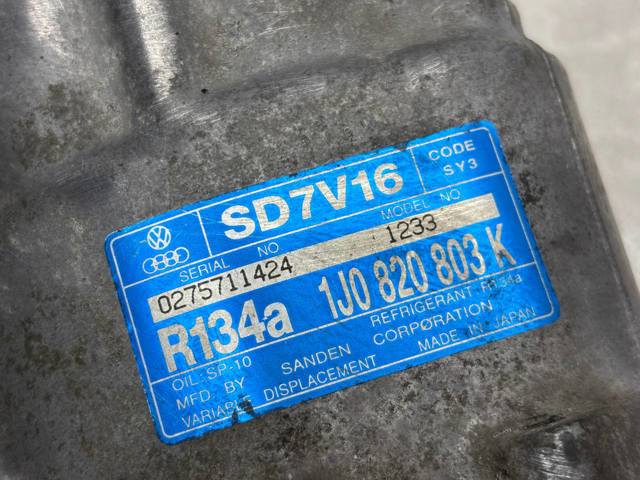 SD7V16
CODE
SY3
SERIAL NO
MODEL NO
0275711424
1233
R134a
1J0 820 803 K
OIL: SP-10
REFRIGERANT: R134a
MFD. BY SANDEN CORPORATION
VARIABLE DISPLACEMENT
MADE IN JAPAN